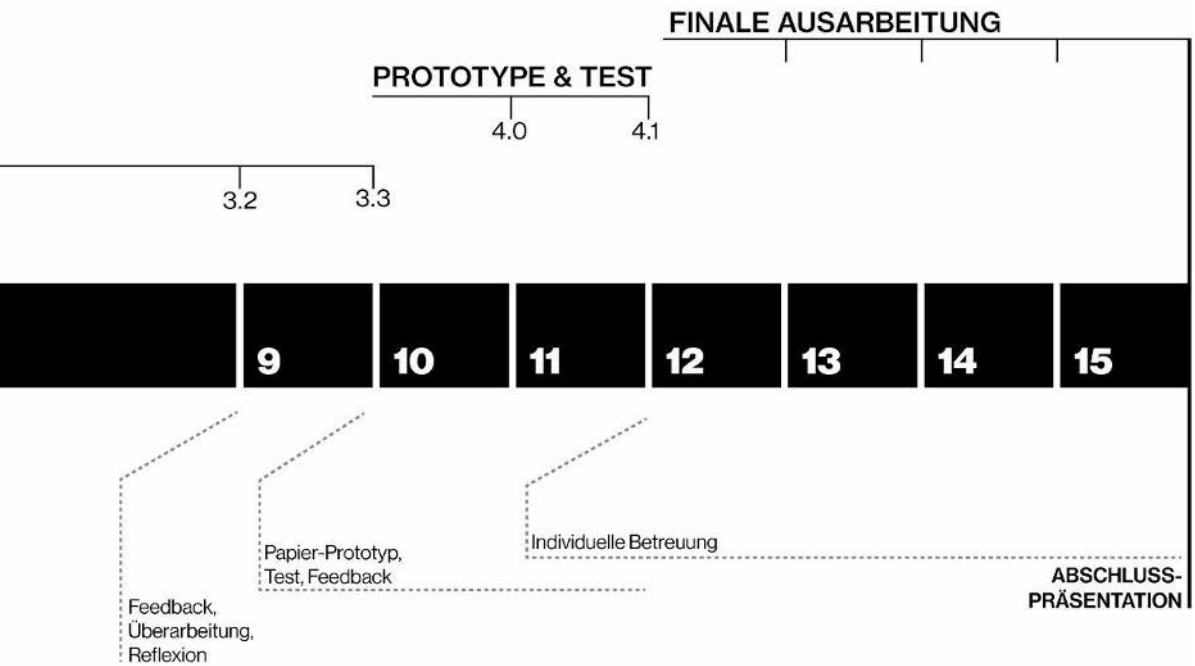 FINALE AUSARBEITUNG
PROTOTYPE & TEST
4.0
4.1
3.2
3.3
9
10
11
12
13
14
15
Individuelle Betreuung
Papier-Prototyp,
Test, Feedback
ABSCHLUSS-
PRÄSENTATION
Feedback,
Überarbeitung,
Reflexion